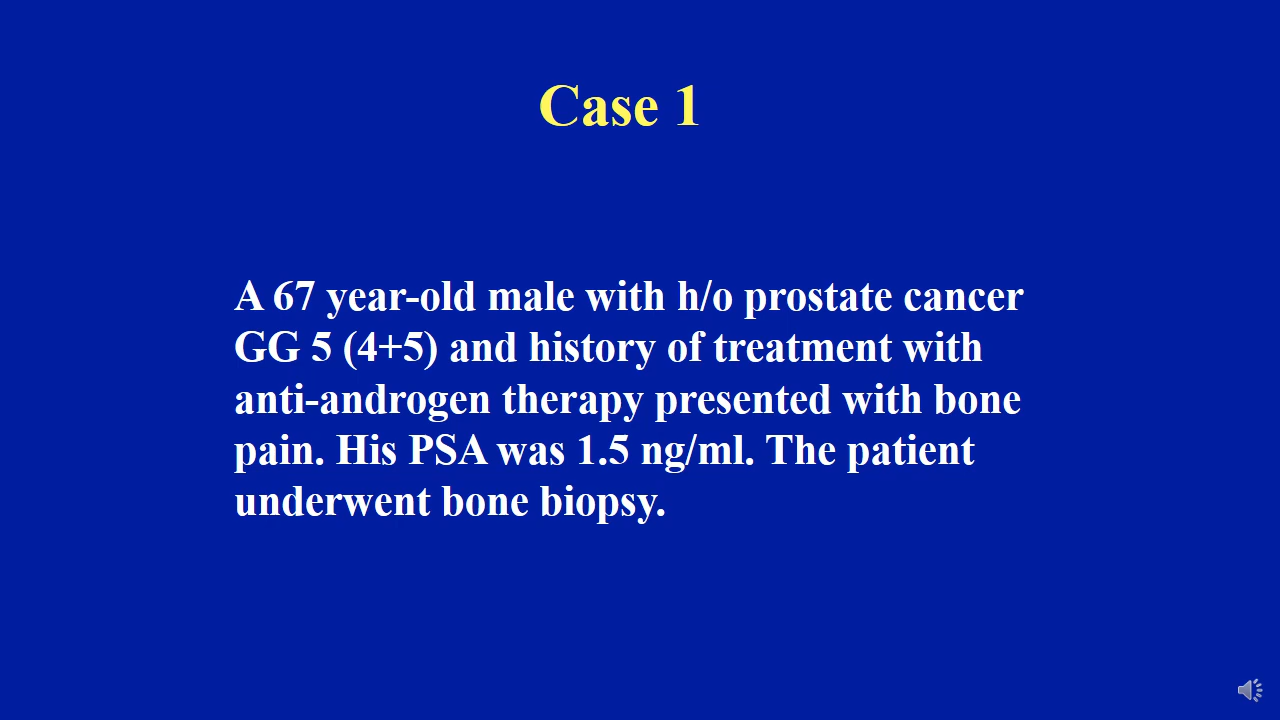 Case 1
A 67 year-old male with h/o prostate cancer
GG 5 (4+5) and history of treatment with
anti-androgen therapy presented with bone
pain. His PSA was 1.5 ng/ml. The patient
underwent bone biopsy.